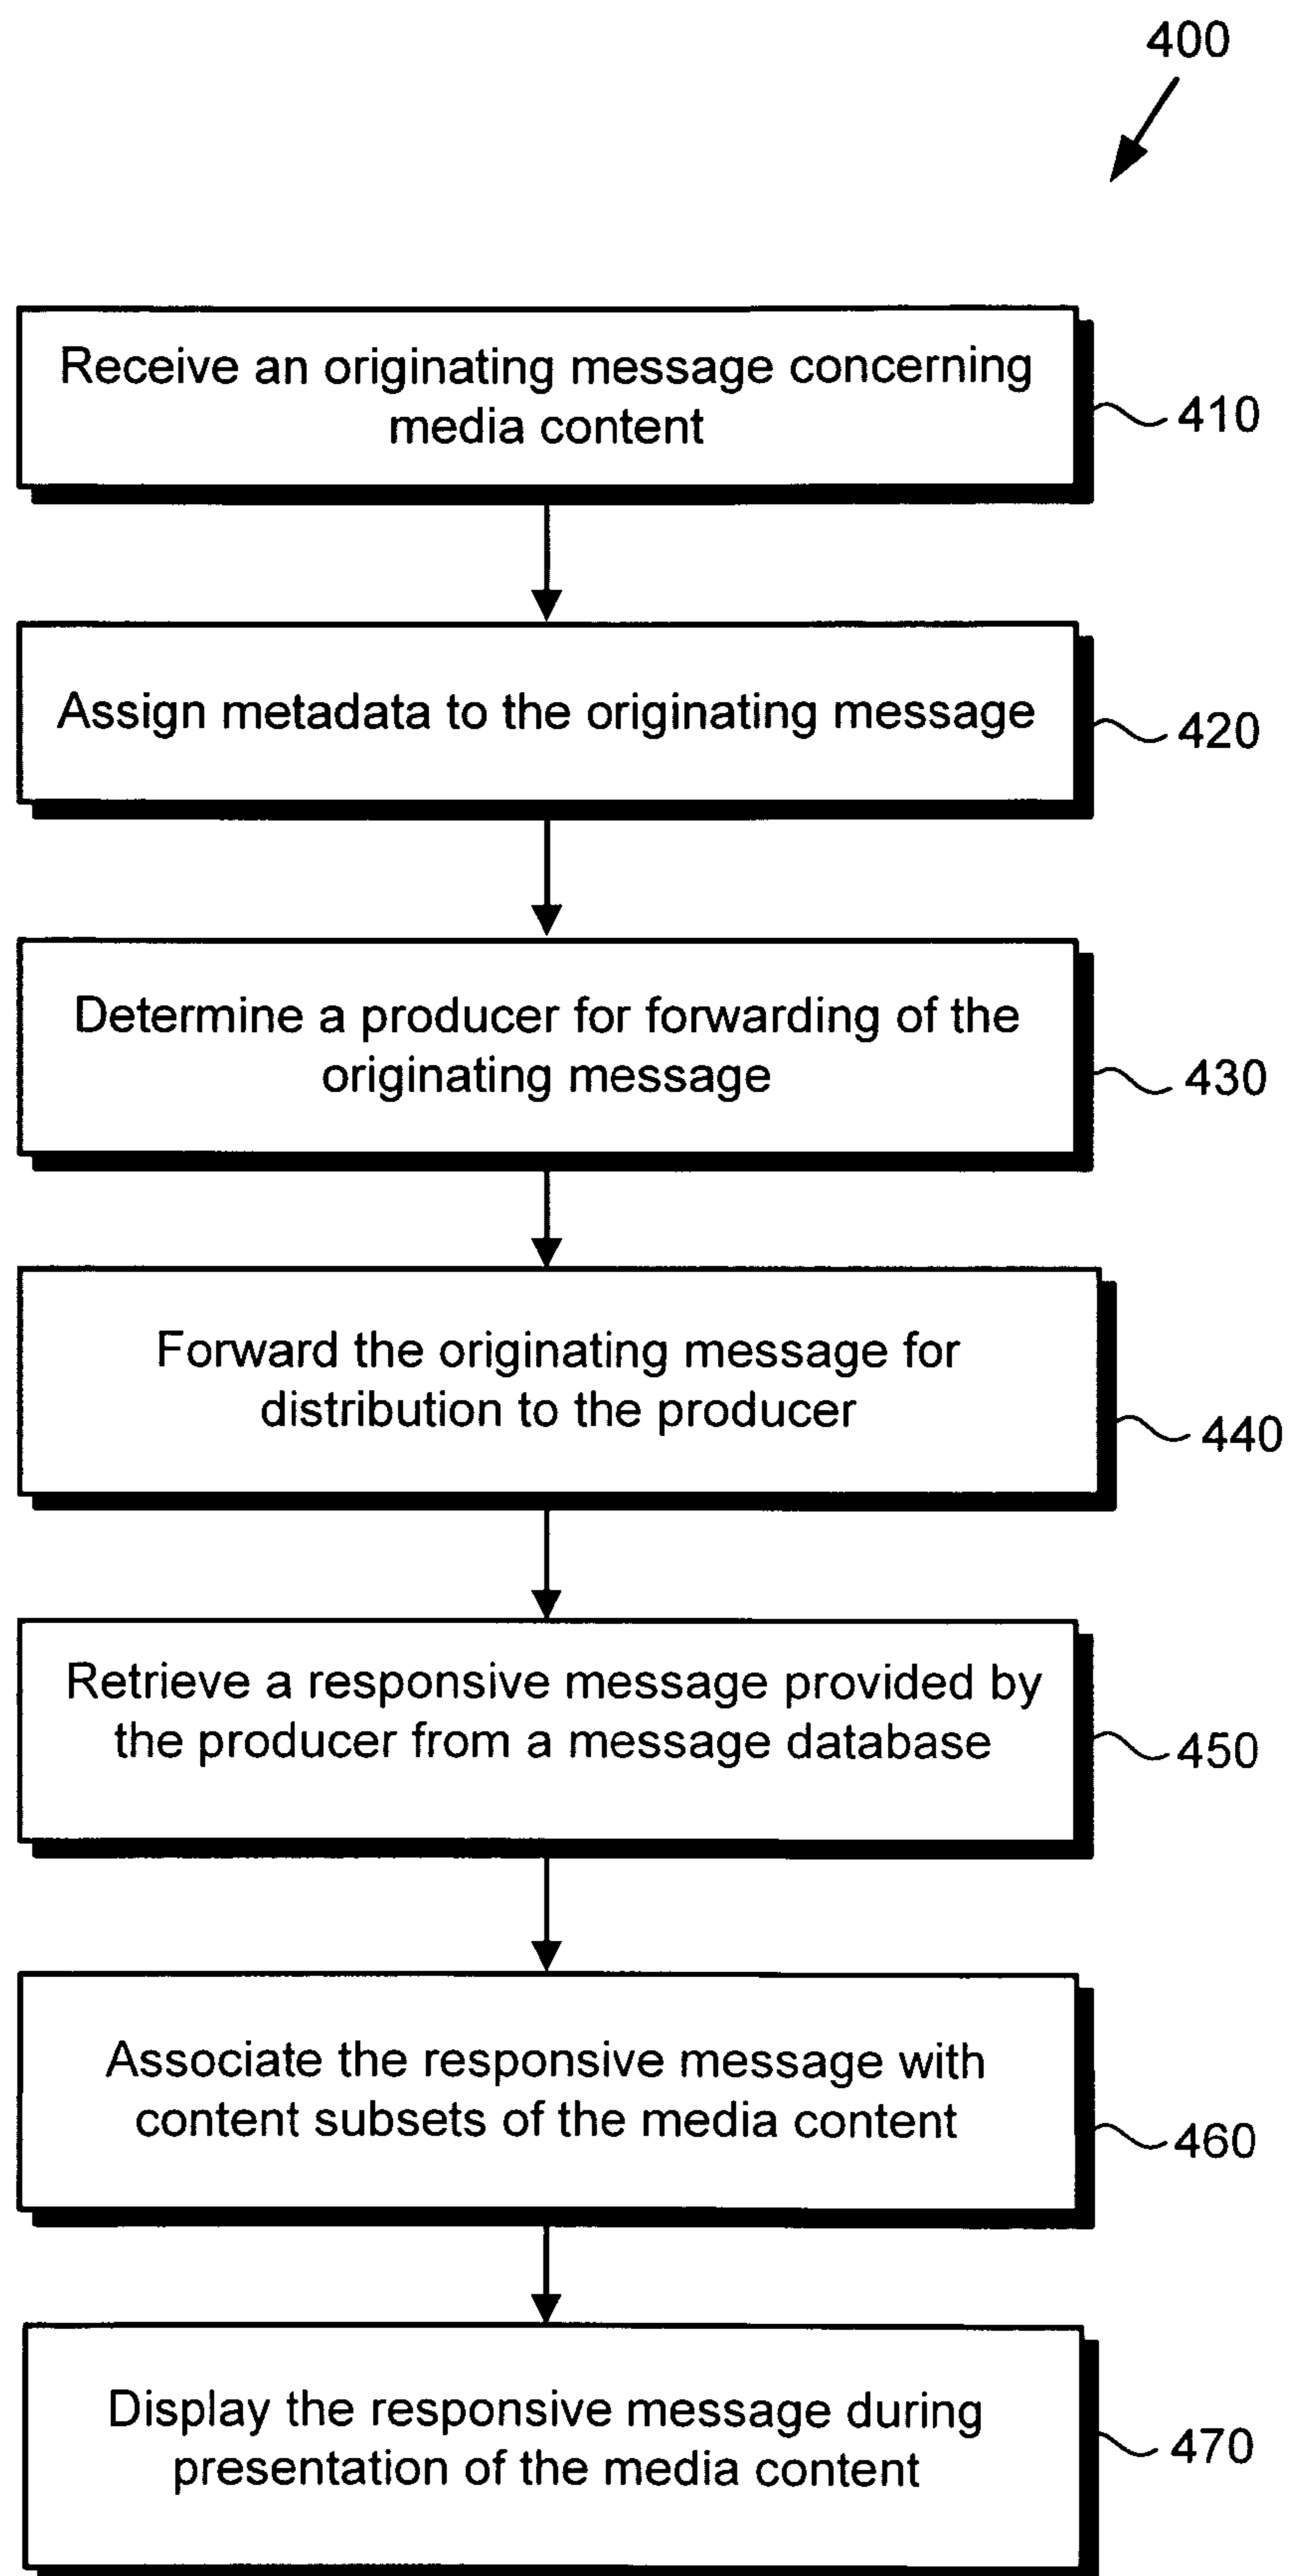 400
Receive an originating message concerning
media content
410
Assign metadata to the originating message
420
Determine a producer for forwarding of the
originating message
430
Forward the originating message for
distribution to the producer
440
Retrieve a responsive message provided by
the producer from a message database
450
Associate the responsive message with
content subsets of the media content
460
Display the responsive message during
presentation of the media content
470